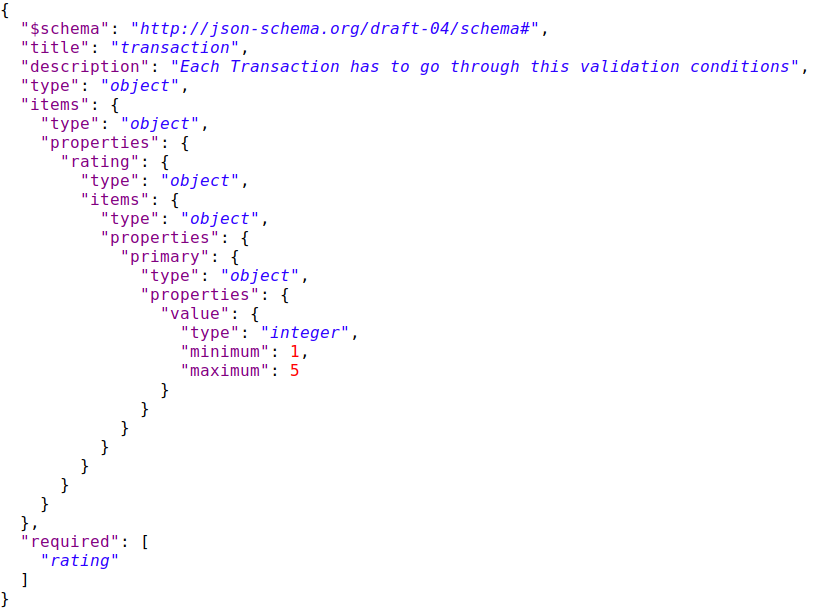 {
  "$schema": "http://json-schema.org/draft-04/schema#",
  "title": "transaction",
  "description": "Each Transaction has to go through this validation conditions",
  "type": "object",
  "items": {
    "type": "object",
    "properties": {
      "rating": {
        "type": "object",
        "items": {
          "type": "object",
          "properties": {
            "primary": {
              "type": "object",
              "properties": {
                "value": {
                  "type": "integer",
                  "minimum": 1,
                  "maximum": 5
                }
              }
            }
          }
        }
      }
    }
  },
  "required": [
    "rating"
  ]
}